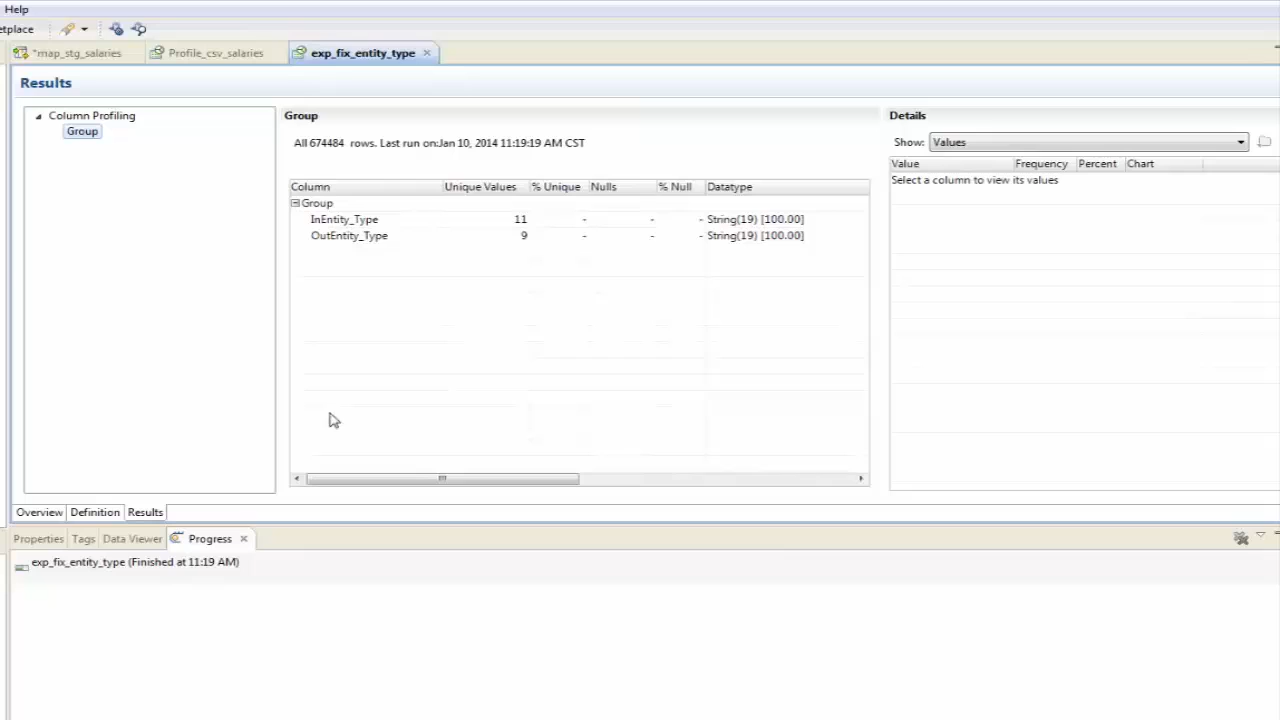 Help
etplace
*map_stg_salaries Profile_csv_salaries exp_fix_entity_type
Results
Column Profiling
Group
Group
All 674484 rows. Last run on:Jan 10, 2014 11:19:19 AM CST
Column Unique Values % Unique Nulls % Null Datatype
Group
InEntity_Type 11 - - - String(19) [100.00]
OutEntity_Type 9 - - - String(19) [100.00]
Details
Show: Values
Value Frequency Percent Chart
Select a column to view its values
Overview Definition Results
Properties Tags Data Viewer Progress
exp_fix_entity_type (Finished at 11:19 AM)